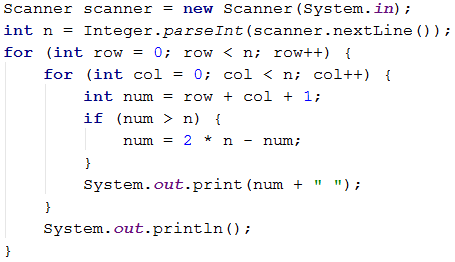 Scanner scanner = new Scanner(System.in);
int n = Integer.parseInt(scanner.nextLine());
for (int row = 0; row < n; row++) {
    for (int col = 0; col < n; col++) {
        int num = row + col + 1;
        if (num > n) {
            num = 2 * n - num;
        }
        System.out.print(num + " ");
    }
    System.out.println();
}